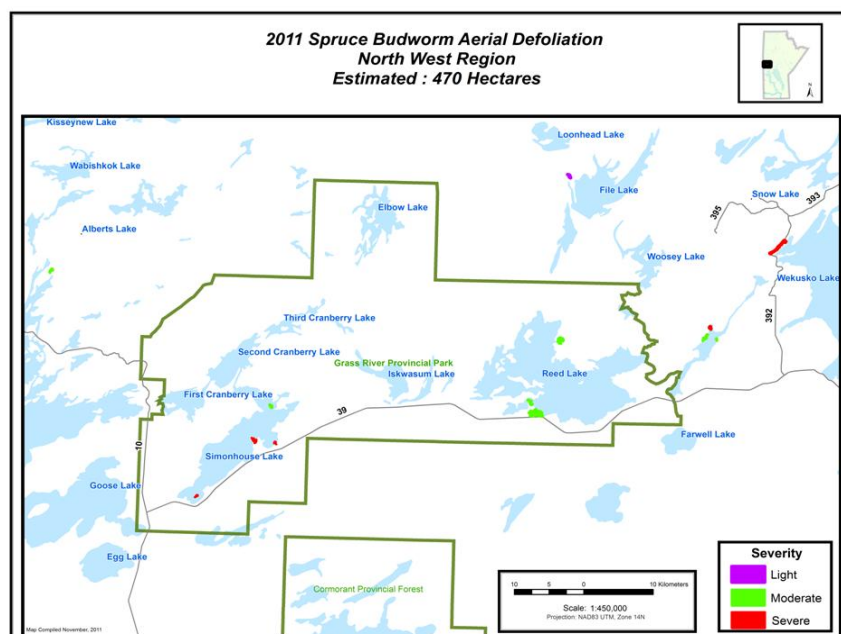 2011 Spruce Budworm Aerial Defoliation
North West Region
Estimated : 470 Hectares
N
Kisseynew Lake
Loonhead Lake
Wabishkok Lake
File Lake
Snow Lake
393
395
Elbow Lake
Alberts Lake
Woosey Lake
Wekusko Lake
392
Third Cranberry Lake
Second Cranberry Lake
Grass River Provincial Park
Iskwasum Lake
Reed Lake
First Cranberry Lake
39
10
Farwell Lake
Simonhouse Lake
Goose Lake
Egg Lake
Cormorant Provincial Forest
10 5 0 10 Kilometers
Scale: 1:450,000
Projection: NAD83 UTM, Zone 14N
Severity
Light
Moderate
Severe
Map Compiled November, 2011